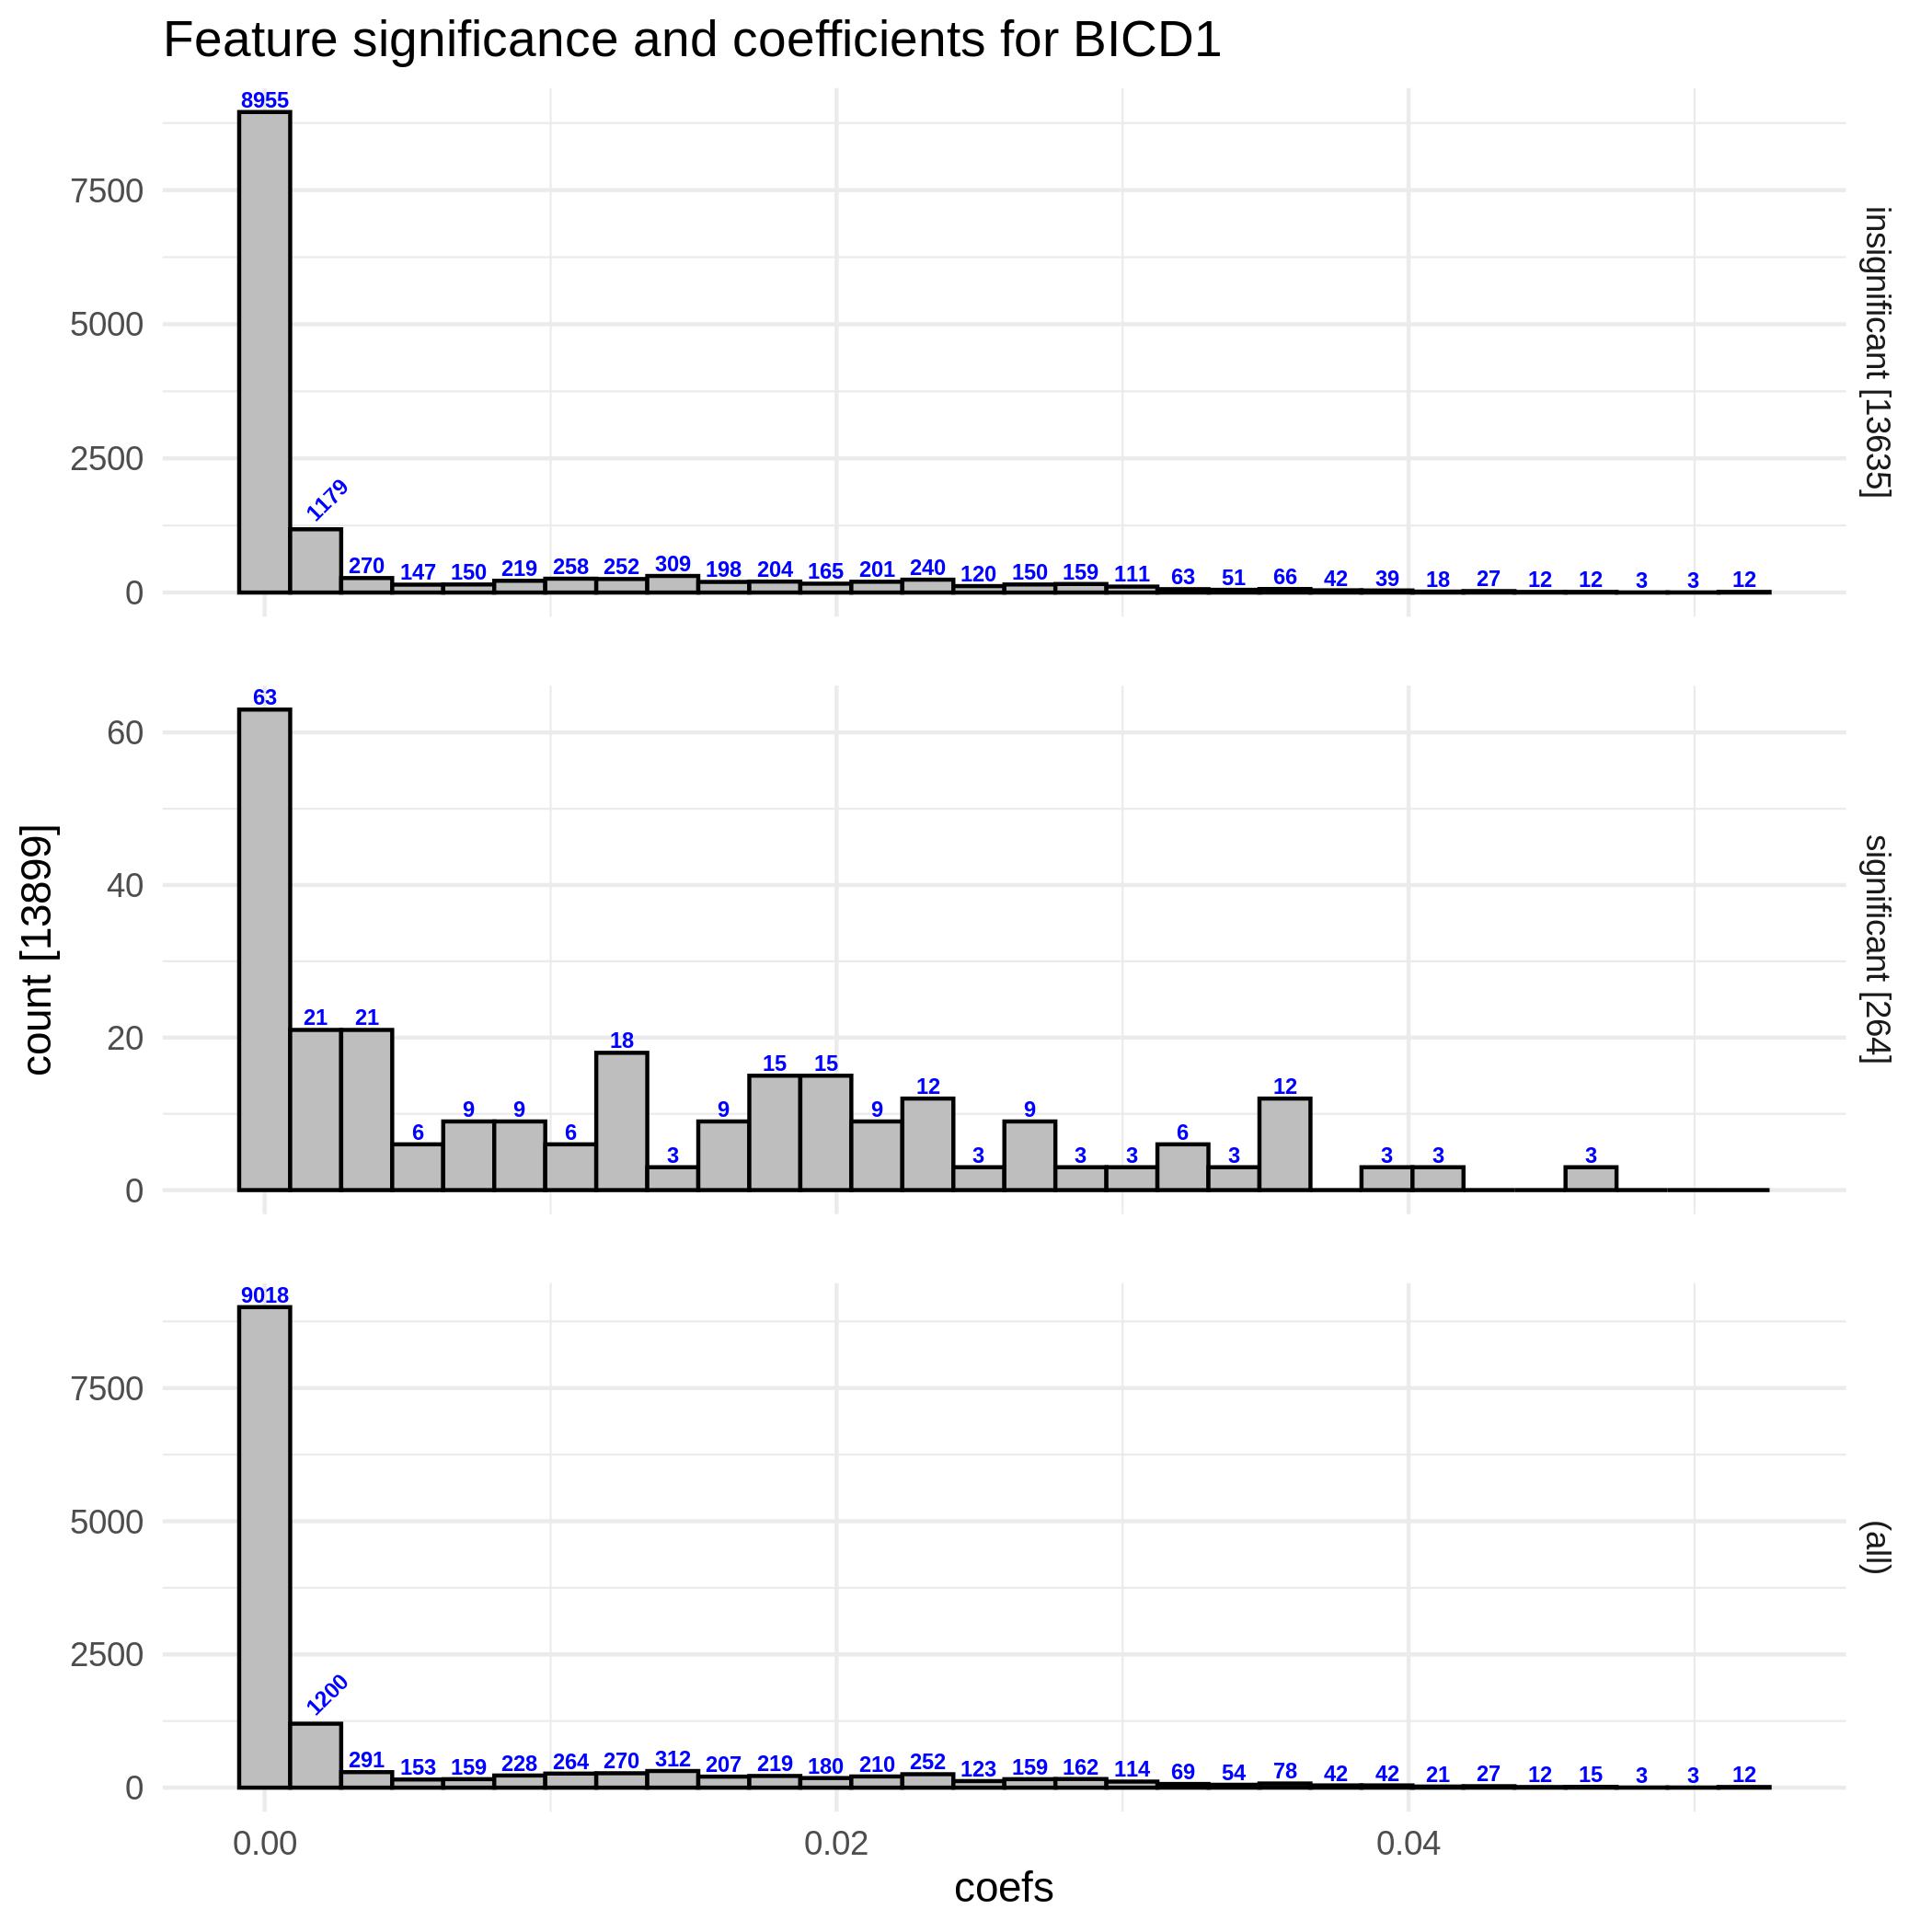 Feature significance and coefficients for BICD1
count [13899]
8955
7500
5000
2500
0
1179
270 147 150 219 258 252 309 198 204 165 201 240 120 150 159 111 63 51 66 42 39 18 27 12 12 3 3 12
insignificant [13635]
63
60
40
20
0
21 21 6 9 9 6 18 3 9 15 15 9 12 3 9 3 3 6 3 12 3 3 3
significant [264]
9018
7500
5000
2500
0
1200
291 153 159 228 264 270 312 207 219 180 210 252 123 159 162 114 69 54 78 42 42 21 27 12 15 3 3 12
(all)
0.00 0.02 0.04
coefs